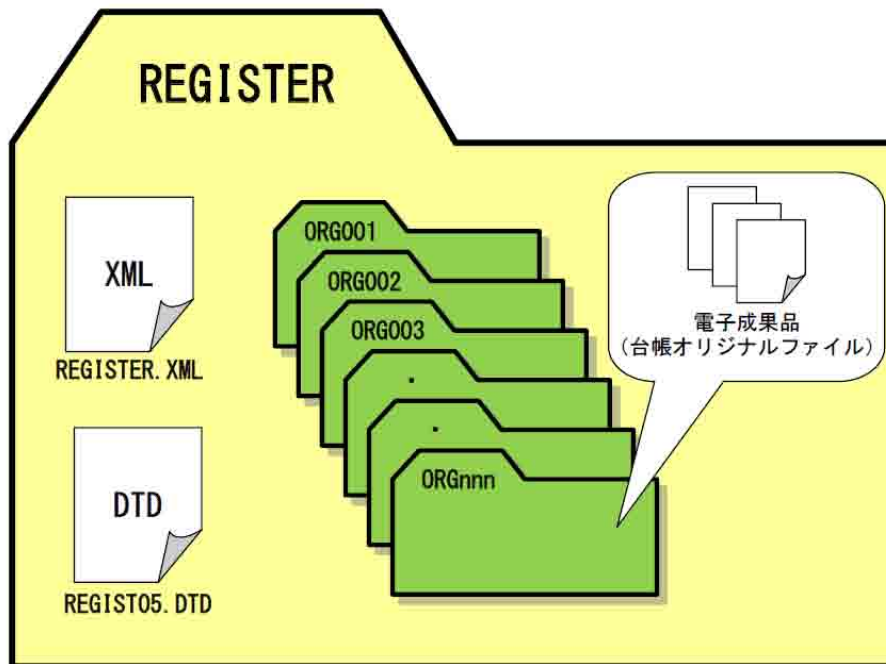 REGISTER
XML
REGISTER.XML
DTD
REGIST05.DTD
ORG001
ORG002
ORG003
.
.
ORGnnn
電子成果品
(台帳オリジナルファイル)